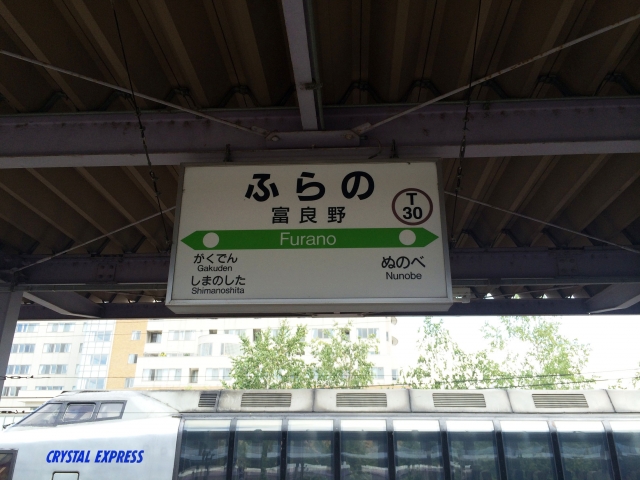 ふらの
富良野
T
30
Furano
がくでん
Gakuden
しまのした
Shimanoshita
ぬのべ
Nunobe
CRYSTAL EXPRESS